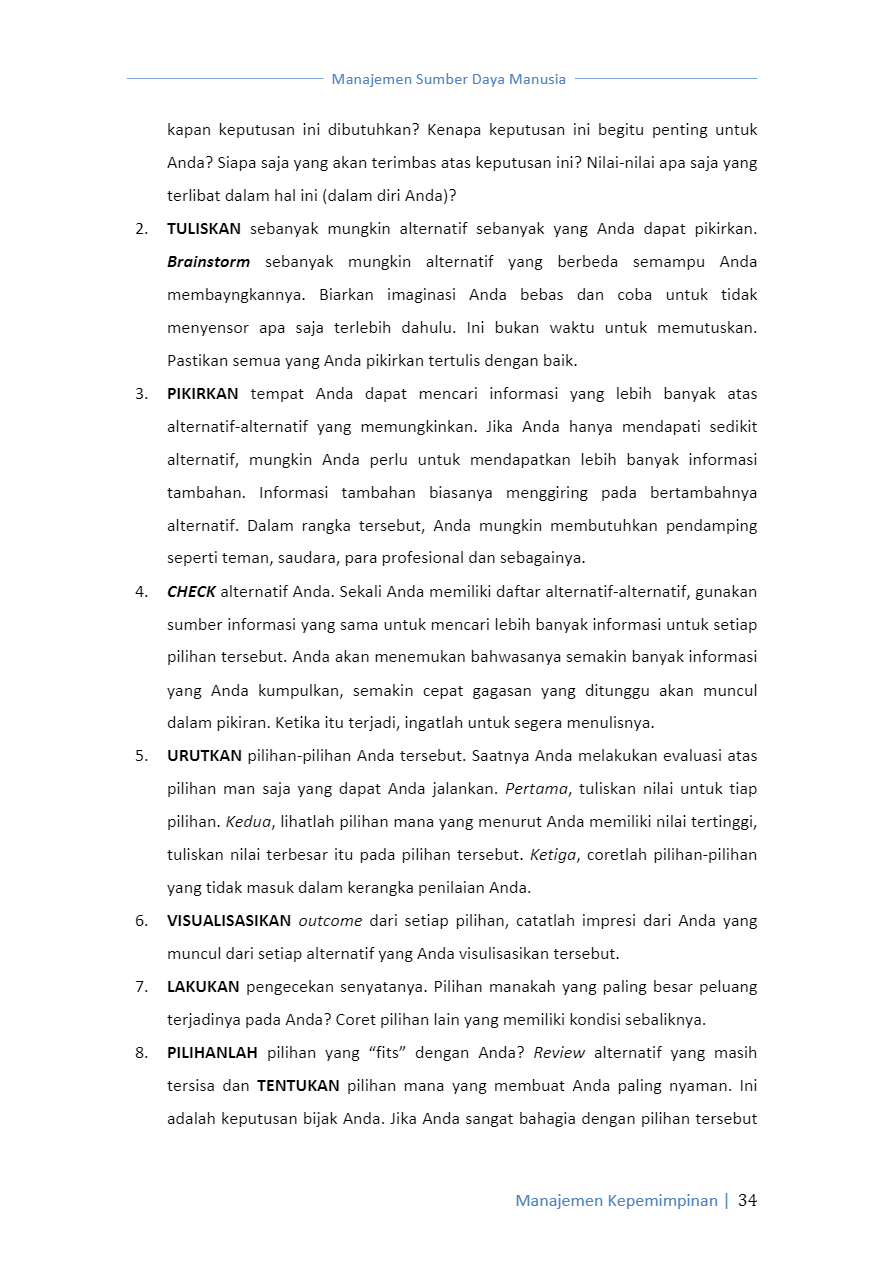 Manajemen Sumber Daya Manusia
kapan keputusan ini dibutuhkan? Kenapa keputusan ini begitu penting untuk
Anda? Siapa saja yang akan terimbas atas keputusan ini? Nilai-nilai apa saja yang
terlibat dalam hal ini (dalam diri Anda)?
2. TULISKAN sebanyak mungkin alternatif sebanyak yang Anda dapat pikirkan.
Brainstorm sebanyak mungkin alternatif yang berbeda semampu Anda
membayngkannya. Biarkan imaginasi Anda bebas dan coba untuk tidak
menyensor apa saja terlebih dahulu. Ini bukan waktu untuk memutuskan.
Pastikan semua yang Anda pikirkan tertulis dengan baik.
3. PIKIRKAN tempat Anda dapat mencari informasi yang lebih banyak atas
alternatif-alternatif yang memungkinkan. Jika Anda hanya mendapati sedikit
alternatif, mungkin Anda perlu untuk mendapatkan lebih banyak informasi
tambahan. Informasi tambahan biasanya menggiring pada bertambahnya
alternatif. Dalam rangka tersebut, Anda mungkin membutuhkan pendamping
seperti teman, saudara, para profesional dan sebagainya.
4. CHECK alternatif Anda. Sekali Anda memiliki daftar alternatif-alternatif, gunakan
sumber informasi yang sama untuk mencari lebih banyak informasi untuk setiap
pilihan tersebut. Anda akan menemukan bahwasanya semakin banyak informasi
yang Anda kumpulkan, semakin cepat gagasan yang ditunggu akan muncul
dalam pikiran. Ketika itu terjadi, ingatlah untuk segera menulisnya.
5. URUTKAN pilihan-pilihan Anda tersebut. Saatnya Anda melakukan evaluasi atas
pilihan man saja yang dapat Anda jalankan. Pertama, tuliskan nilai untuk tiap
pilihan. Kedua, lihatlah pilihan mana yang menurut Anda memiliki nilai tertinggi,
tuliskan nilai terbesar itu pada pilihan tersebut. Ketiga, coretlah pilihan-pilihan
yang tidak masuk dalam kerangka penilaian Anda.
6. VISUALISASIKAN outcome dari setiap pilihan, catatlah impresi dari Anda yang
muncul dari setiap alternatif yang Anda visulisasikan tersebut.
7. LAKUKAN pengecekan senyatanya. Pilihan manakah yang paling besar peluang
terjadinya pada Anda? Coret pilihan lain yang memiliki kondisi sebaliknya.
8. PILIHANLAH pilihan yang “fits” dengan Anda? Review alternatif yang masih
tersisa dan TENTUKAN pilihan mana yang membuat Anda paling nyaman. Ini
adalah keputusan bijak Anda. Jika Anda sangat bahagia dengan pilihan tersebut
Manajemen Kepemimpinan | 34